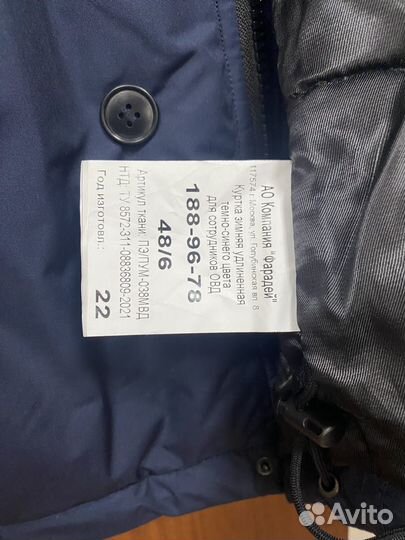 АО Компания "Фарадей"
117574 г. Москва, ул. Голубинская вл. 8
Куртка зимняя удлиненная
темно-синего цвета
для сотрудников ОВД
188-96-78
48/6
Артикул ткани: ПЭ/ПУМ-038МВД
НТД: ТУ 8572-311-08836809-2021
Год изготовл.: 22
Avito